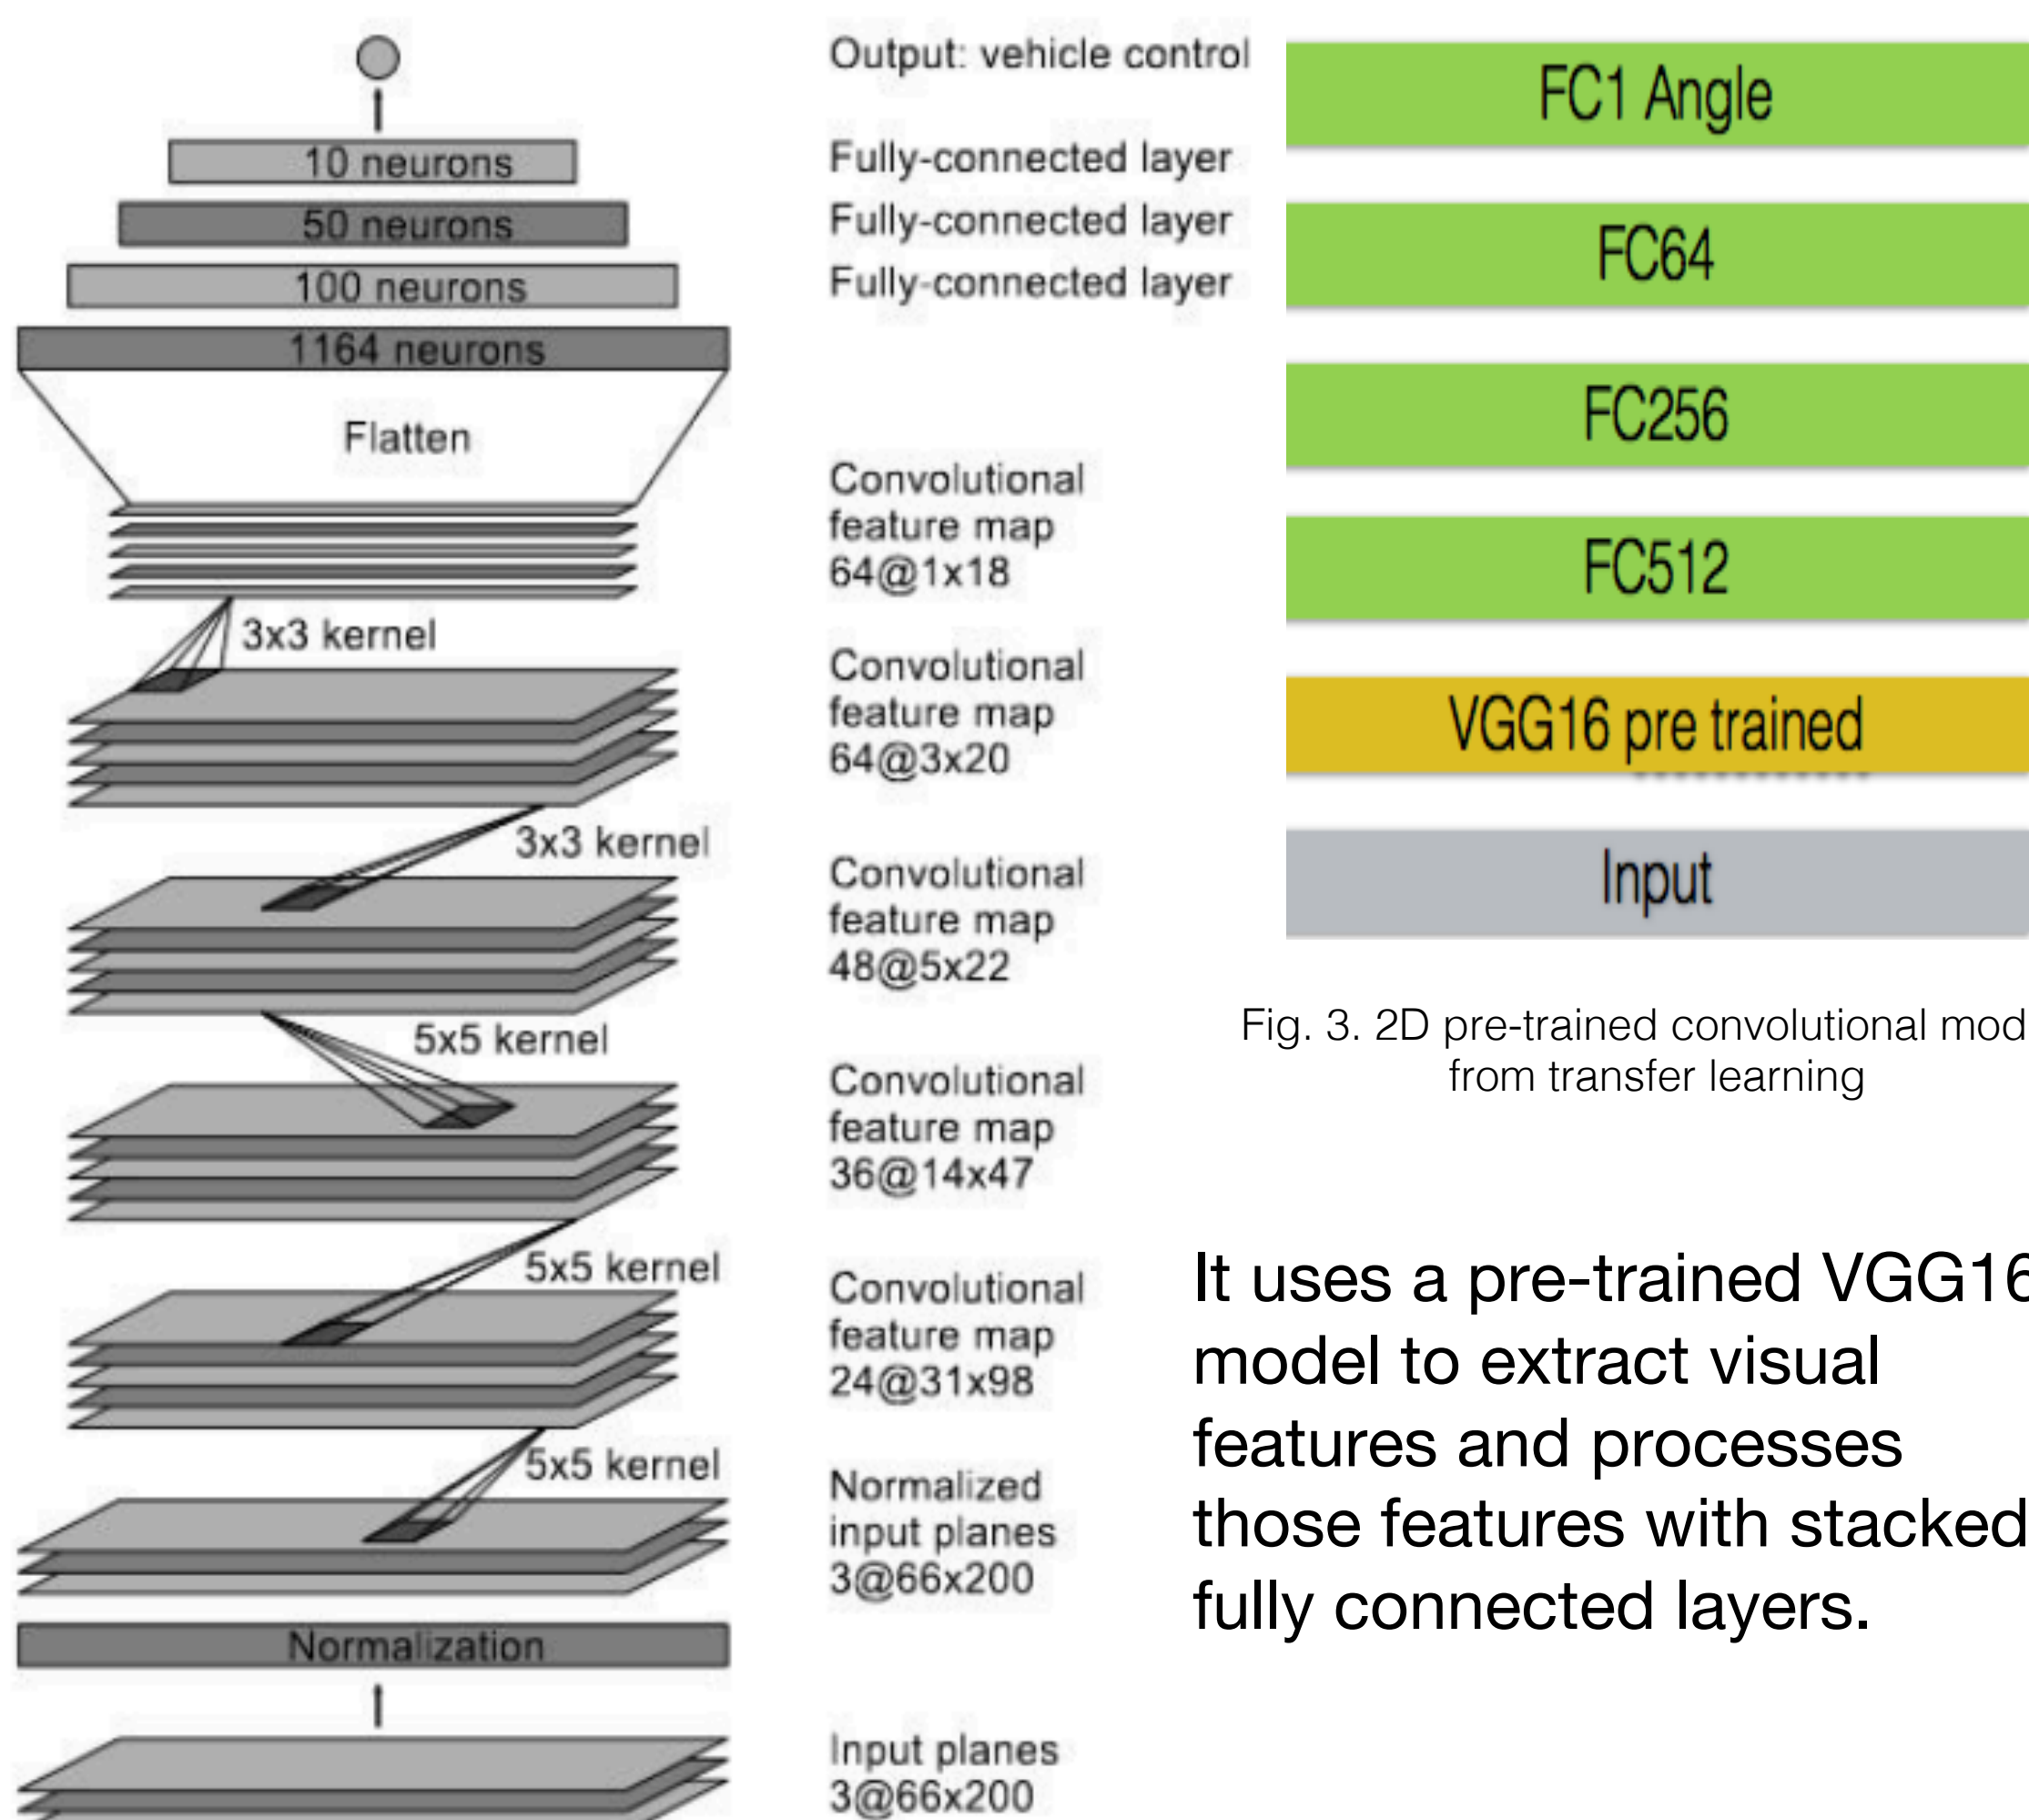 Output: vehicle control
10 neurons
Fully-connected layer
50 neurons
Fully-connected layer
100 neurons
Fully-connected layer
1164 neurons
Flatten
Convolutional
feature map
64@1x18
3x3 kernel
Convolutional
feature map
64@3x20
3x3 kernel
Convolutional
feature map
48@5x22
5x5 kernel
Convolutional
feature map
36@14x47
5x5 kernel
Convolutional
feature map
24@31x98
5x5 kernel
Normalized
input planes
3@66x200
Normalization
Input planes
3@66x200
FC1 Angle
FC64
FC256
FC512
VGG16 pre trained
Input
Fig. 3. 2D pre-trained convolutional mod
from transfer learning
It uses a pre-trained VGG16
model to extract visual
features and processes
those features with stacked
fully connected layers.